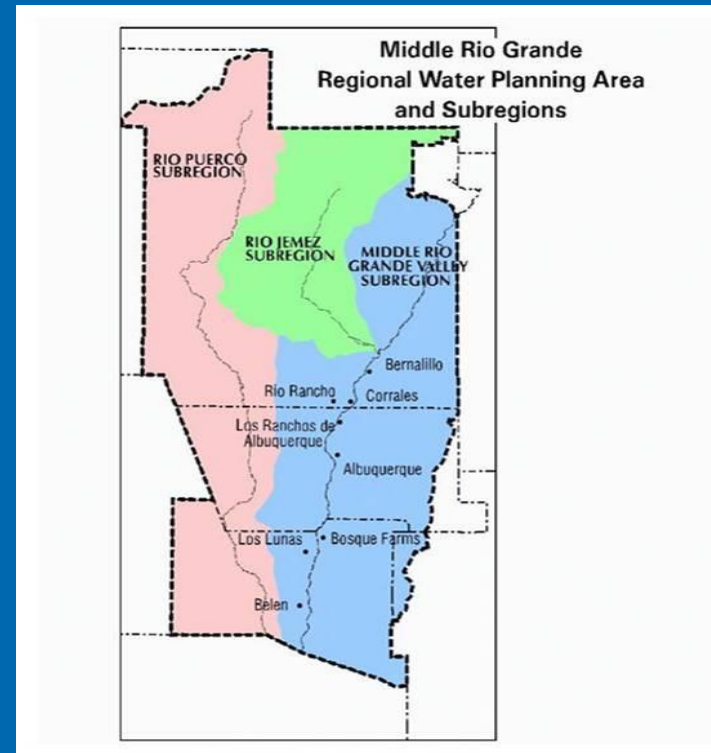 Middle Rio Grande
Regional Water Planning Area
and Subregions
RIO PUERCO
SUBREGION
RIO JEMEZ
SUBREGION
MIDDLE RIO
GRANDE VALLEY
SUBREGION
Bernalillo
Rio Rancho
Corrales
Los Ranchos de
Albuquerque
Albuquerque
Los Lunas
Bosque Farms
Belen